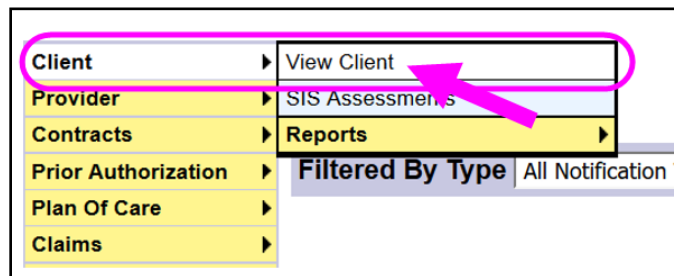 Client View Client
Provider SIS Assessments
Contracts Reports
Prior Authorization Filtered By Type All Notification
Plan Of Care
Claims